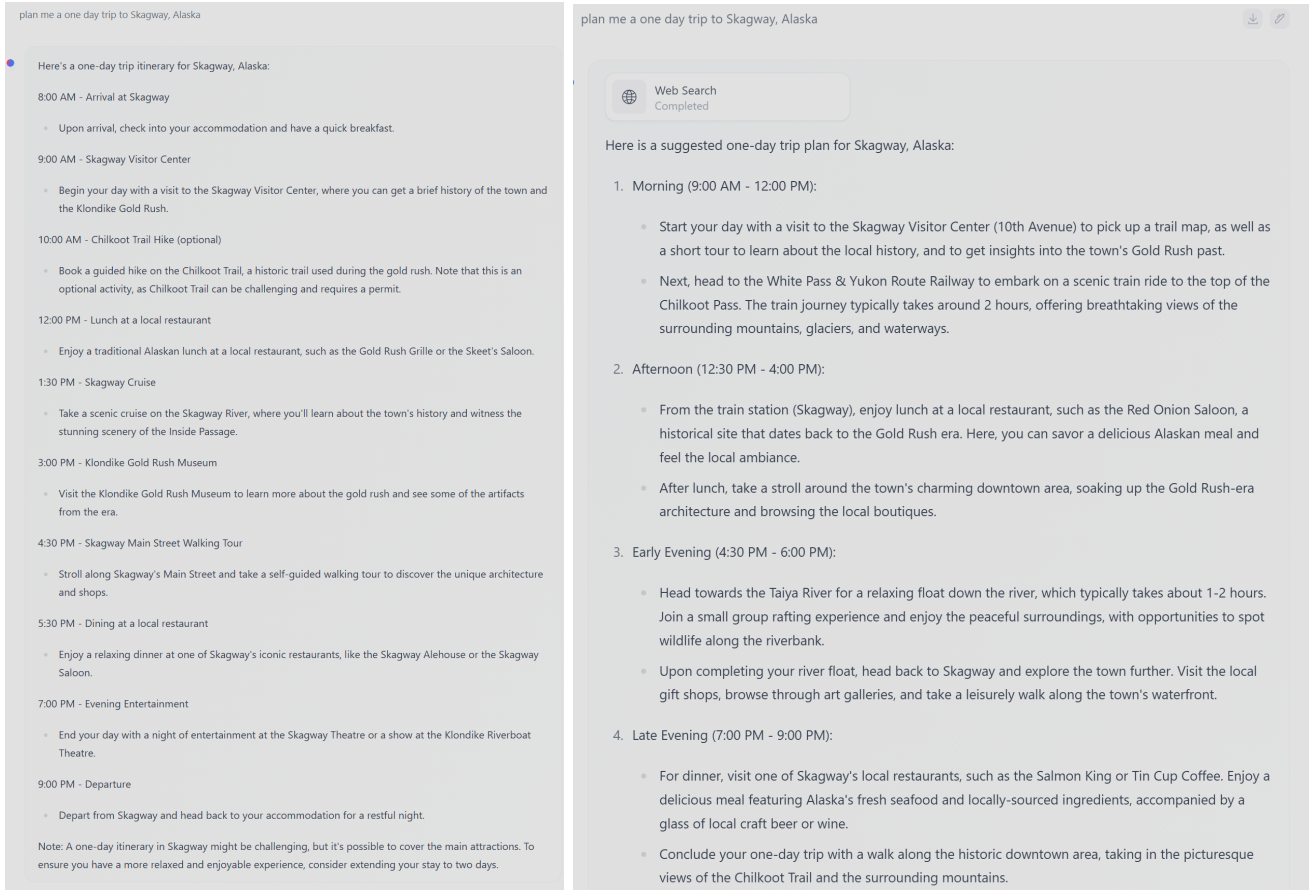 plan me a one day trip to Skagway, Alaska
Here's a one-day trip itinerary for Skagway, Alaska:
8:00 AM - Arrival at Skagway
Upon arrival, check into your accommodation and have a quick breakfast.
9:00 AM - Skagway Visitor Center
Begin your day with a visit to the Skagway Visitor Center, where you can get a brief history of the town and
the Klondike Gold Rush.
10:00 AM - Chilkoot Trail Hike (optional)
Book a guided hike on the Chilkoot Trail, a historic trail used during the gold rush. Note that this is an
optional activity, as Chilkoot Trail can be challenging and requires a permit.
12:00 PM - Lunch at a local restaurant
Enjoy a traditional Alaskan lunch at a local restaurant, such as the Gold Rush Grille or the Skeet's Saloon.
1:30 PM - Skagway Cruise
Take a scenic cruise on the Skagway River, where you'll learn about the town's history and witness the
stunning scenery of the Inside Passage.
3:00 PM - Klondike Gold Rush Museum
Visit the Klondike Gold Rush Museum to learn more about the gold rush and see some of the artifacts
from the era.
4:30 PM - Skagway Main Street Walking Tour
Stroll along Skagway's Main Street and take a self-guided walking tour to discover the unique architecture
and shops.
5:30 PM - Dining at a local restaurant
Enjoy a relaxing dinner at one of Skagway's iconic restaurants, like the Skagway Alehouse or the Skagway
Saloon.
7:00 PM - Evening Entertainment
End your day with a night of entertainment at the Skagway Theatre or a show at the Klondike Riverboat
Theatre.
9:00 PM - Departure
Depart from Skagway and head back to your accommodation for a restful night.
Note: A one-day itinerary in Skagway might be challenging, but it's possible to cover the main attractions. To
ensure you have a more relaxed and enjoyable experience, consider extending your stay to two days.
plan me a one day trip to Skagway, Alaska
Web Search
Completed
Here is a suggested one-day trip plan for Skagway, Alaska:
1. Morning (9:00 AM - 12:00 PM):
Start your day with a visit to the Skagway Visitor Center (10th Avenue) to pick up a trail map, as well as
a short tour to learn about the local history, and to get insights into the town's Gold Rush past.
Next, head to the White Pass & Yukon Route Railway to embark on a scenic train ride to the top of the
Chilkoot Pass. The train journey typically takes around 2 hours, offering breathtaking views of the
surrounding mountains, glaciers, and waterways.
2. Afternoon (12:30 PM - 4:00 PM):
From the train station (Skagway), enjoy lunch at a local restaurant, such as the Red Onion Saloon, a
historical site that dates back to the Gold Rush era. Here, you can savor a delicious Alaskan meal and
feel the local ambiance.
After lunch, take a stroll around the town's charming downtown area, soaking up the Gold Rush-era
architecture and browsing the local boutiques.
3. Early Evening (4:30 PM - 6:00 PM):
Head towards the Taiya River for a relaxing float down the river, which typically takes about 1-2 hours.
Join a small group rafting experience and enjoy the peaceful surroundings, with opportunities to spot
wildlife along the riverbank.
Upon completing your river float, head back to Skagway and explore the town further. Visit the local
gift shops, browse through art galleries, and take a leisurely walk along the town's waterfront.
4. Late Evening (7:00 PM - 9:00 PM):
For dinner, visit one of Skagway's local restaurants, such as the Salmon King or Tin Cup Coffee. Enjoy a
delicious meal featuring Alaska's fresh seafood and locally-sourced ingredients, accompanied by a
glass of local craft beer or wine.
Conclude your one-day trip with a walk along the historic downtown area, taking in the picturesque
views of the Chilkoot Trail and the surrounding mountains.